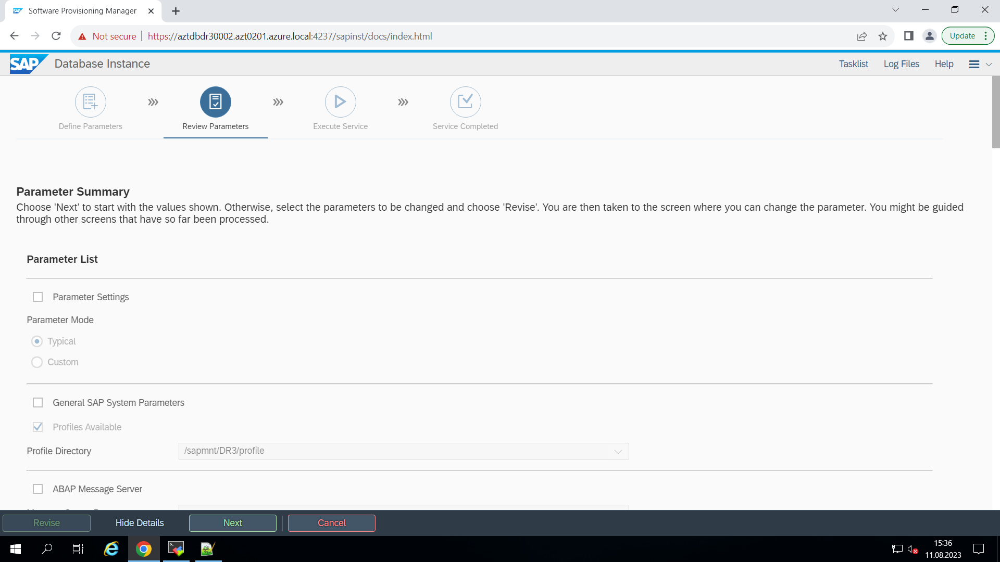 SAP Software Provisioning Manager
Not secure | https://aztdbdr30002.azt0201.azure.local:4237/sapinst/docs/index.html
Update
SAP Database Instance
Tasklist Log Files Help
Define Parameters Review Parameters Execute Service Service Completed
Parameter Summary
Choose 'Next' to start with the values shown. Otherwise, select the parameters to be changed and choose 'Revise'. You are then taken to the screen where you can change the parameter. You might be guided
through other screens that have so far been processed.
Parameter List
Parameter Settings
Parameter Mode
Typical
Custom
General SAP System Parameters
Profiles Available
Profile Directory /sapmnt/DR3/profile
ABAP Message Server
Revise Hide Details Next Cancel
15:36
11.08.2023